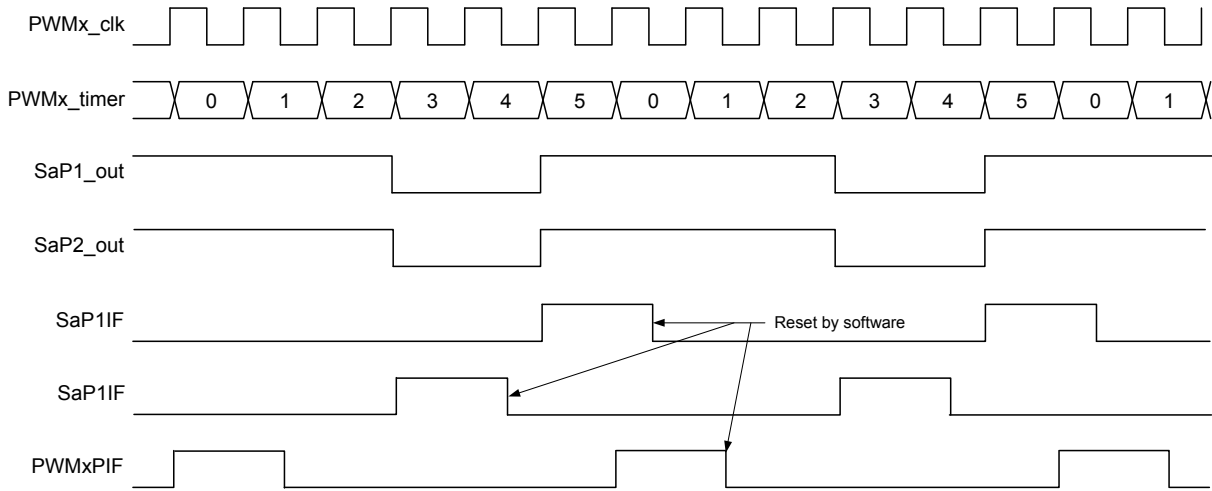 PWMx_clk
PWMx_timer 0 1 2 3 4 5 0 1 2 3 4 5 0 1
SaP1_out
SaP2_out
SaP1IF
Reset by software
SaP1IF
PWMxPIF